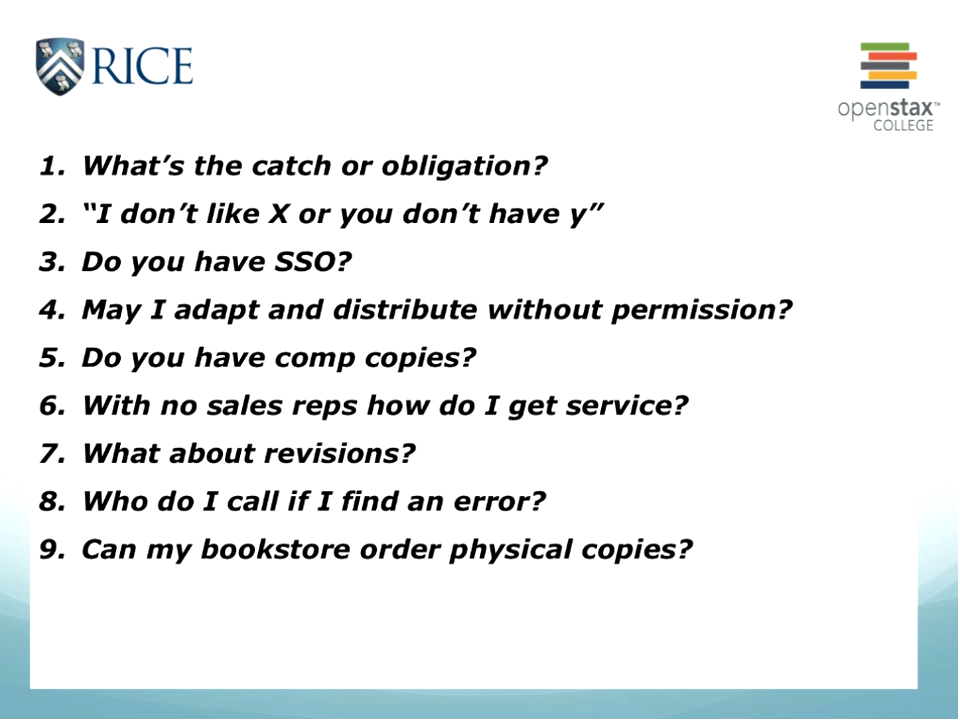 RICE
openstax™
COLLEGE
1. What’s the catch or obligation?
2. “I don’t like X or you don’t have y”
3. Do you have SSO?
4. May I adapt and distribute without permission?
5. Do you have comp copies?
6. With no sales reps how do I get service?
7. What about revisions?
8. Who do I call if I find an error?
9. Can my bookstore order physical copies?